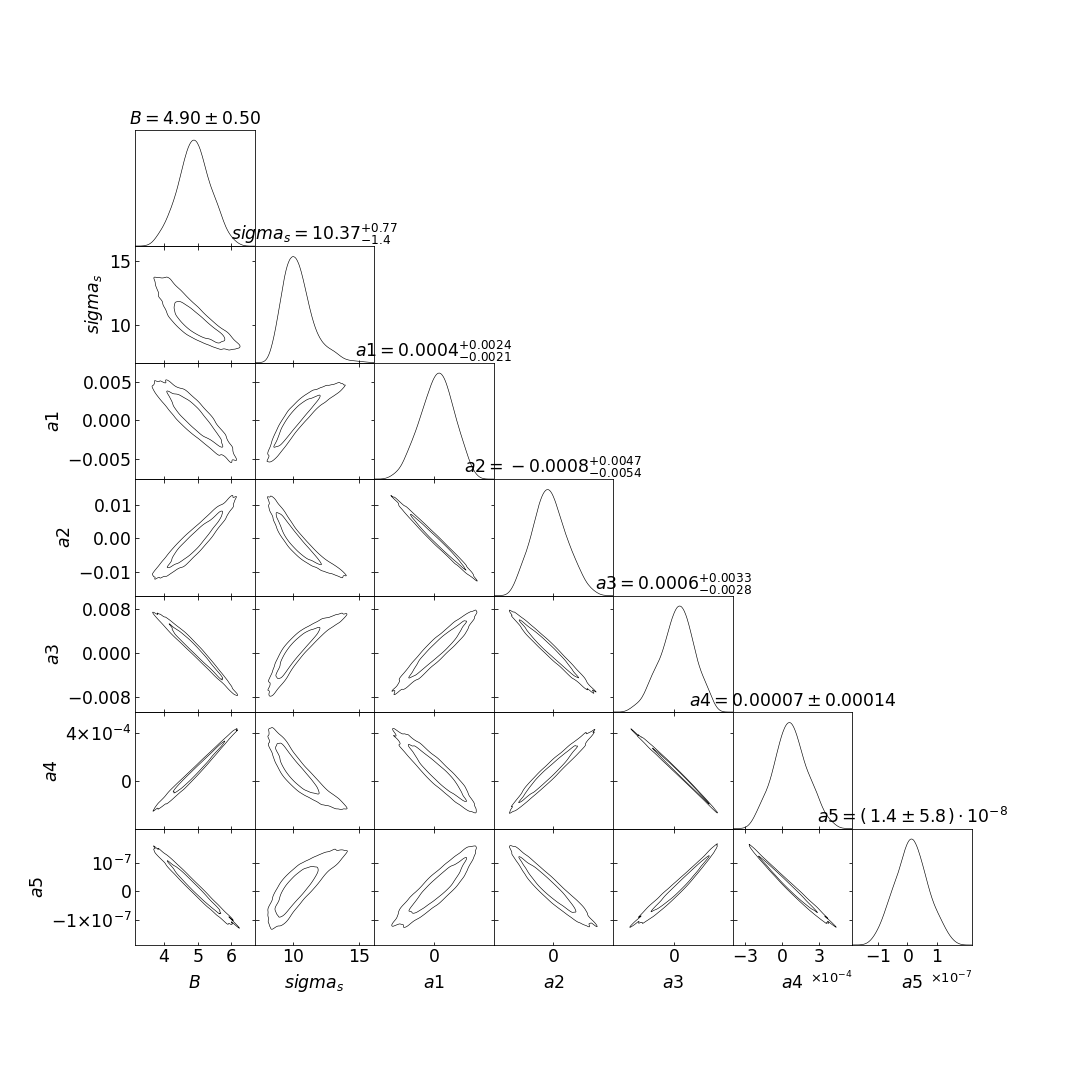 B = 4.90 ± 0.50
sigma_s = 10.37^{+0.77}_{-1.4}
15
10
sigma_s
a1 = 0.0004^{+0.0024}_{-0.0021}
0.005
0.000
−0.005
a1
a2 = −0.0008^{+0.0047}_{-0.0054}
0.01
0.00
−0.01
a2
a3 = 0.0006^{+0.0033}_{-0.0028}
0.008
0.000
−0.008
a3
a4 = 0.00007 ± 0.00014
4×10^{-4}
0
a4
a5 = ( 1.4 ± 5.8 ) · 10^{-8}
10^{-7}
0
−1×10^{-7}
a5
4 5 6 10 15 0 0 0 −3 0 3 −1 0 1
B sigma_s a1 a2 a3 a4 ×10^{-4} a5 ×10^{-7}